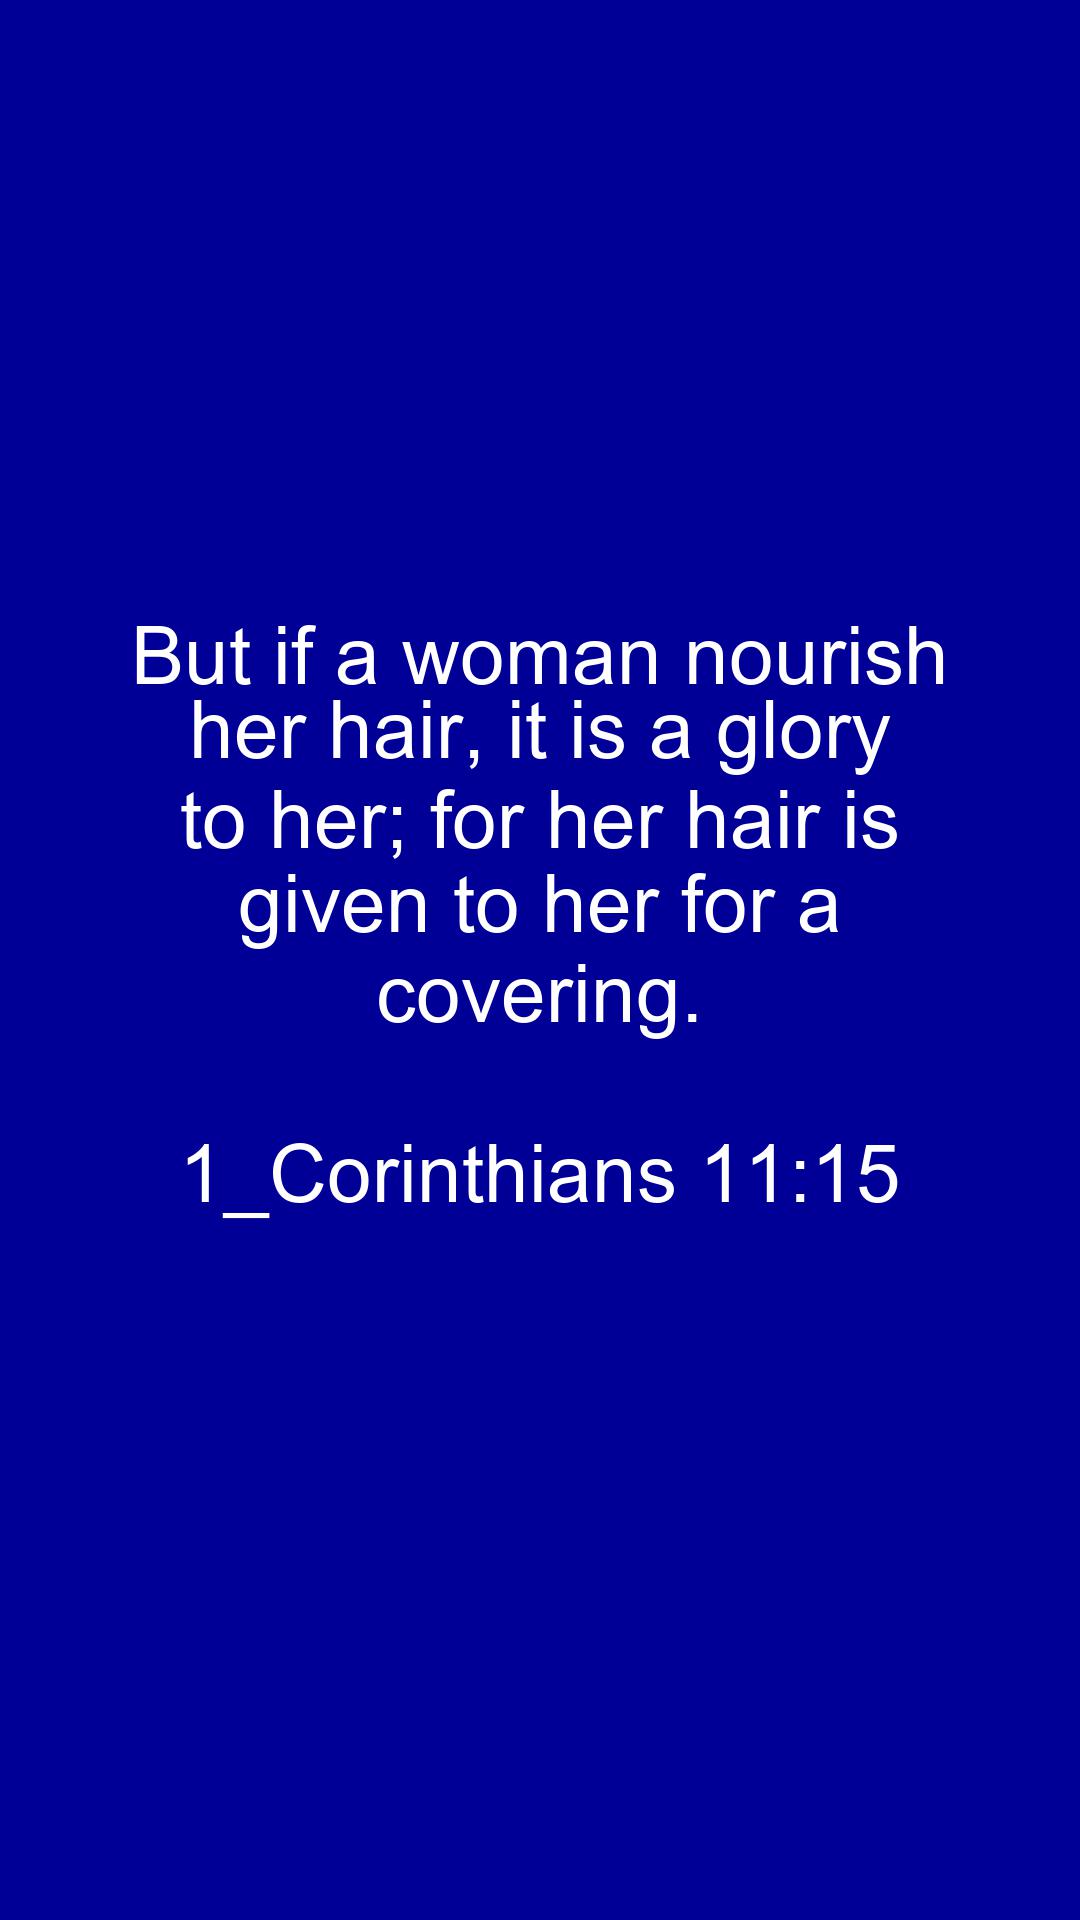 But if a woman nourish
her hair, it is a glory
to her; for her hair is
given to her for a
covering.
1_Corinthians 11:15